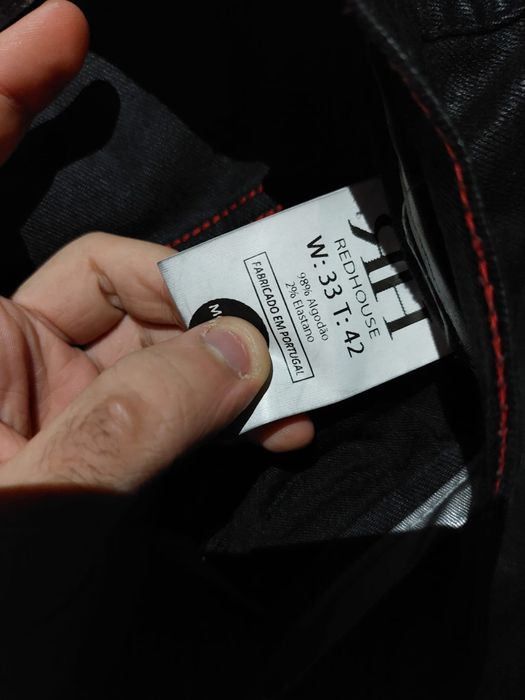 RH
REDHOUSE
W: 33 T: 42
98% Algodão
2% Elastano
FABRICADO EM PORTUGAL